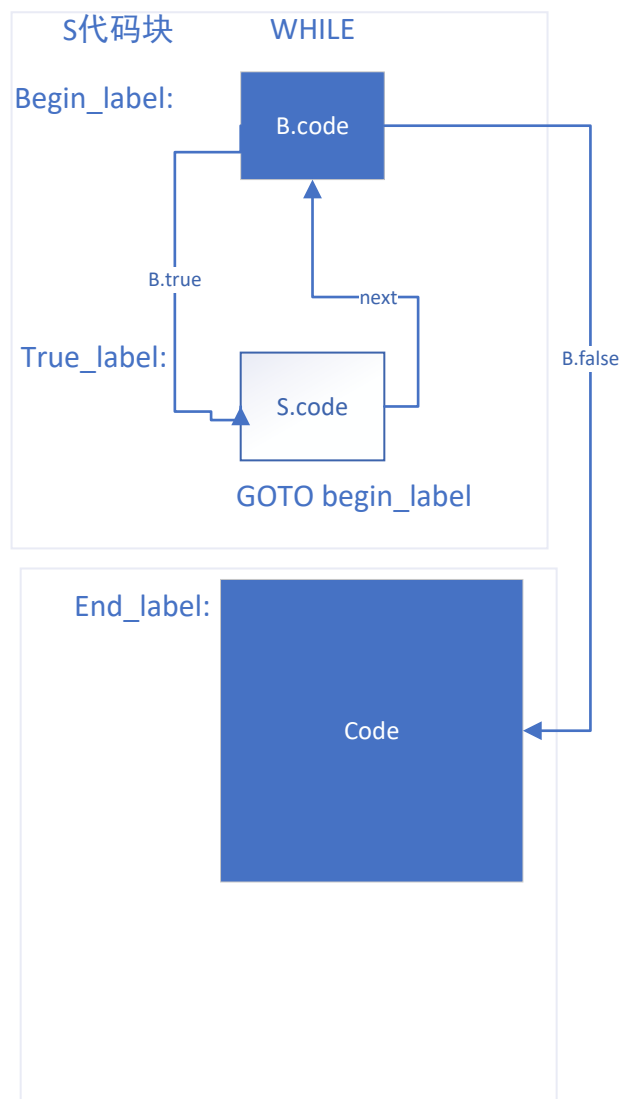 S代码块 WHILE
Begin_label:
B.code
B.true
next
True_label:
B.false
S.code
GOTO begin_label
End_label:
Code